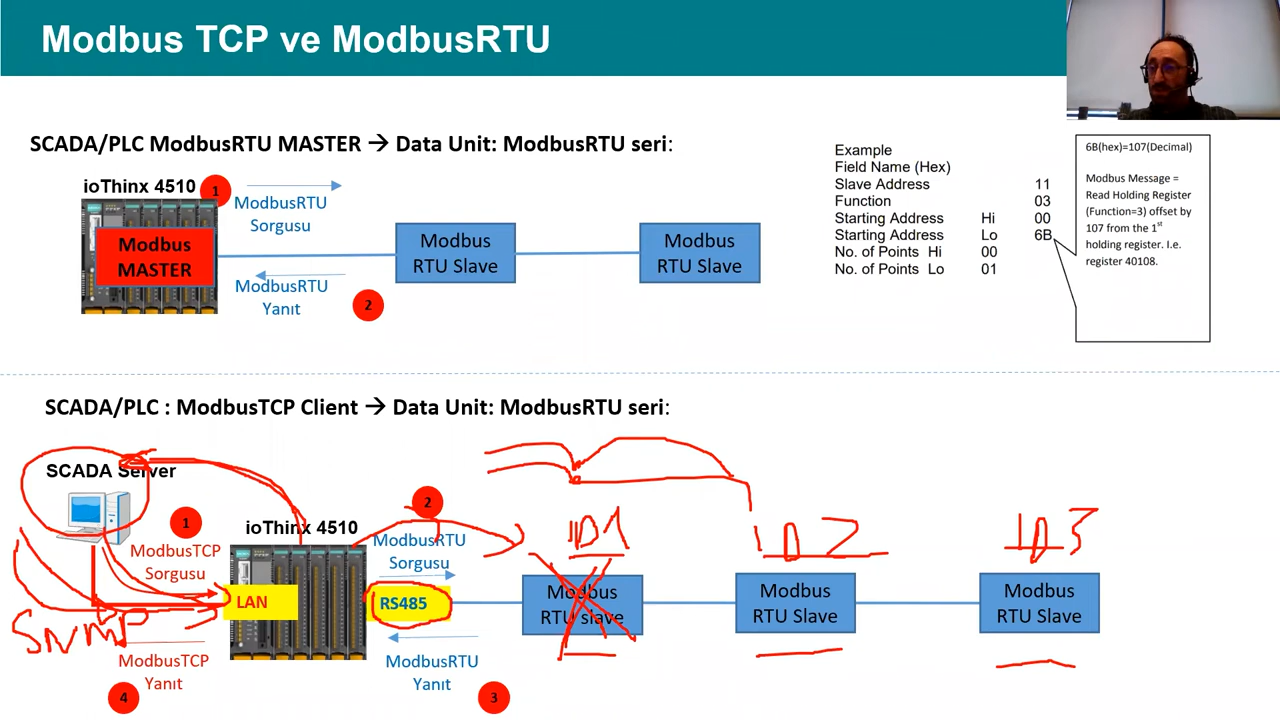 Modbus TCP ve ModbusRTU
SCADA/PLC ModbusRTU MASTER → Data Unit: ModbusRTU seri:
ioThinx 4510
1
ModbusRTU
Sorgusu
Modbus
MASTER
Modbus
RTU Slave
Modbus
RTU Slave
ModbusRTU
Yanıt
2
Example
Field Name (Hex)
Slave Address 11
Function 03
Starting Address Hi 00
Starting Address Lo 6B
No. of Points Hi 00
No. of Points Lo 01
6B(hex)=107(Decimal)
Modbus Message =
Read Holding Register
(Function=3) offset by
107 from the 1st
holding register. I.e.
register 40108.
SCADA/PLC : ModbusTCP Client → Data Unit: ModbusRTU seri:
SCADA Server
1
ModbusTCP
Sorgusu
ioThinx 4510
2
ModbusRTU
Sorgusu
LAN
RS485
ID1
ID2
ID3
Modbus
RTU slave
Modbus
RTU Slave
Modbus
RTU Slave
SNMP
ModbusTCP
Yanıt
4
ModbusRTU
Yanıt
3